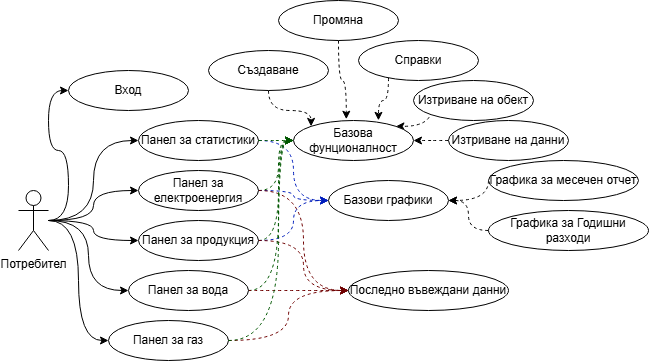 Промяна
Справки
Създаване
Вход
Изтриване на обект
Базова
фунционалност
Изтриване на данни
Панел за статистики
Графика за месечен отчет
Панел за
електроенергия
Базови графики
Графика за Годишни
разходи
Панел за продукция
Потребител
Панел за вода
Последно въвеждани данни
Панел за газ